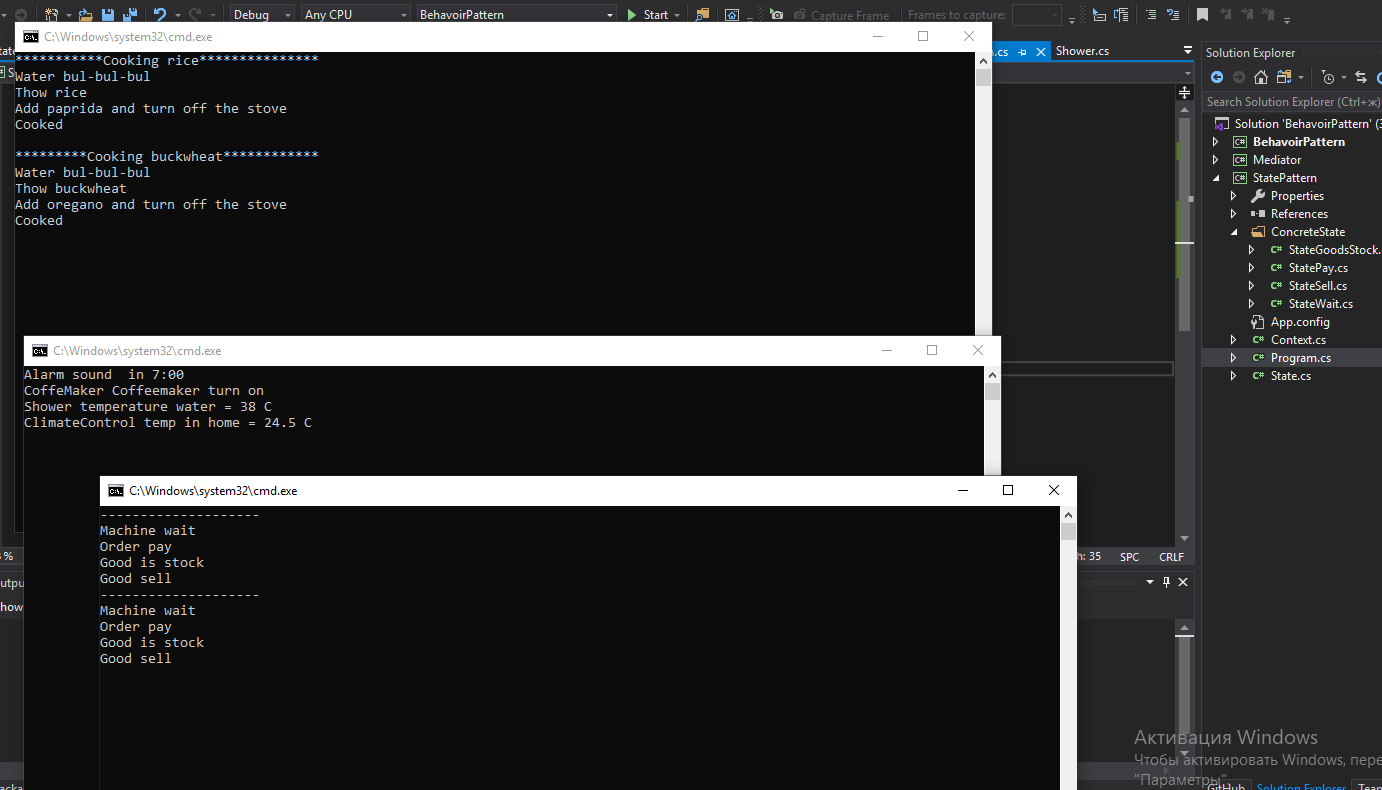 Debug
Any CPU
BehavoirPattern
Start
Capture Frame
Frames to capture:
C:\Windows\system32\cmd.exe
.cs
Shower.cs
Solution Explorer
Search Solution Explorer (Ctrl+ж)
Solution 'BehavoirPattern' (3
BehavoirPattern
Mediator
StatePattern
Properties
References
ConcreteState
StateGoodsStock.
StatePay.cs
StateSell.cs
StateWait.cs
App.config
Context.cs
Program.cs
State.cs
***********Cooking rice***************
Water bul-bul-bul
Thow rice
Add paprida and turn off the stove
Cooked
*********Cooking buckwheat************
Water bul-bul-bul
Thow buckwheat
Add oregano and turn off the stove
Cooked
C:\Windows\system32\cmd.exe
Alarm sound  in 7:00
CoffeMaker Coffeemaker turn on
Shower temperature water = 38 C
ClimateControl temp in home = 24.5 C
C:\Windows\system32\cmd.exe
--------------------
Machine wait
Order pay
Good is stock
Good sell
--------------------
Machine wait
Order pay
Good is stock
Good sell
%
h: 35
SPC
CRLF
Активация Windows
Чтобы активировать Windows, пере
"Параметры".
GitHub
Solution Explorer
Team